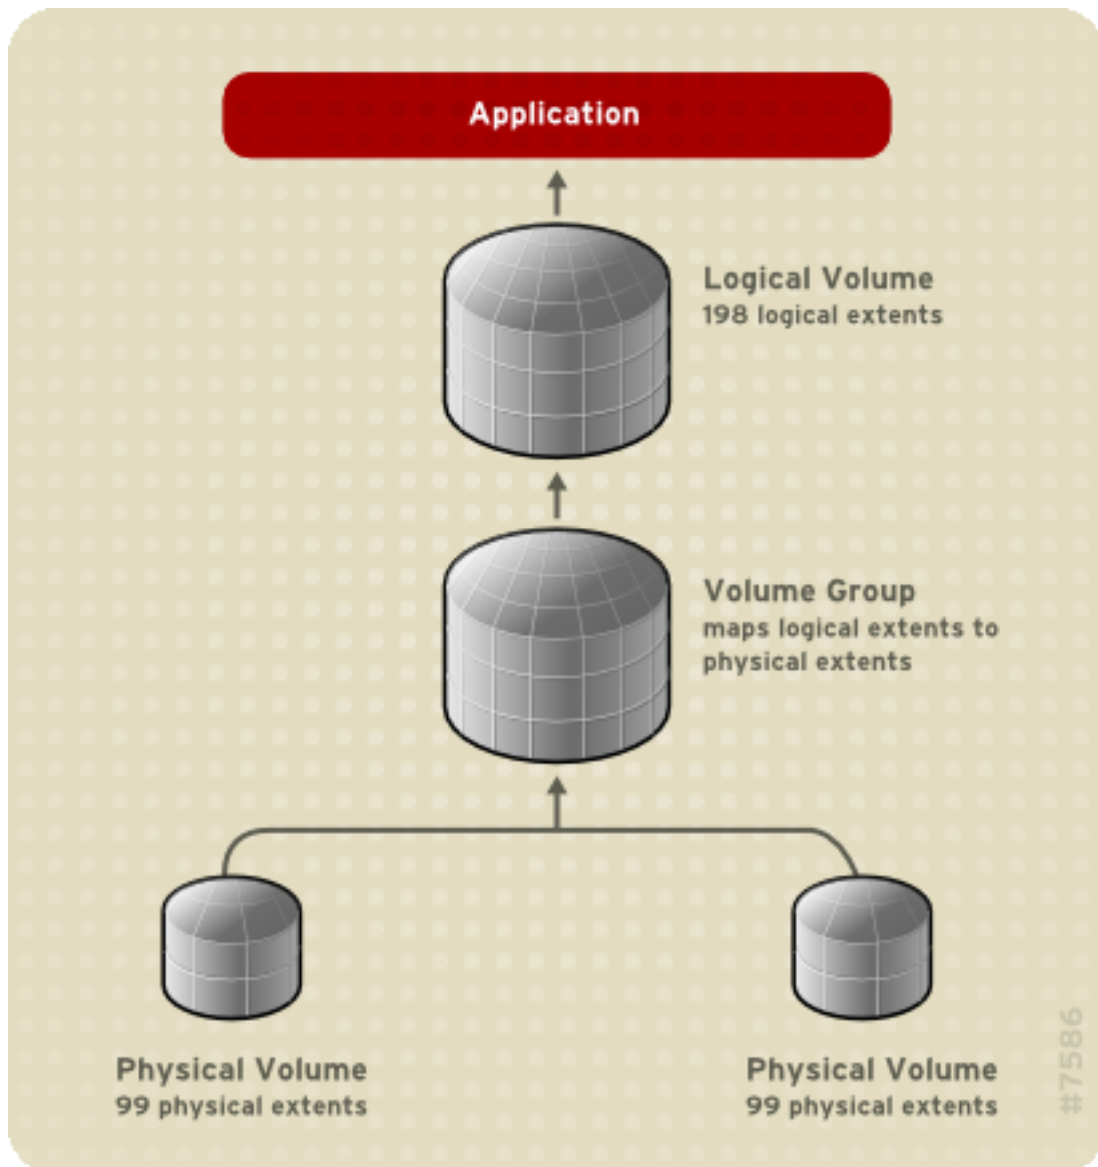 Application
Logical Volume
198 logical extents
Volume Group
maps logical extents to
physical extents
Physical Volume
99 physical extents
Physical Volume
99 physical extents
#7586